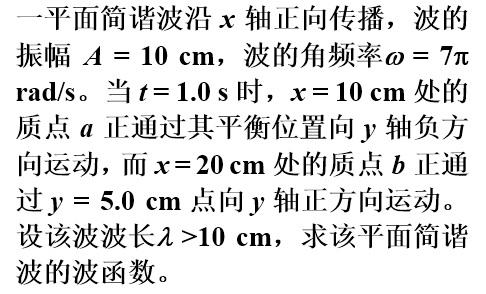 一平面简谐波沿 x 轴正向传播，波的
振幅 A = 10 cm，波的角频率ω = 7π
rad/s。当 t = 1.0 s 时，x = 10 cm 处的
质点 a 正通过其平衡位置向 y 轴负方
向运动，而 x = 20 cm 处的质点 b 正通
过 y = 5.0 cm 点向 y 轴正方向运动。
设该波波长λ >10 cm，求该平面简谐
波的波函数。